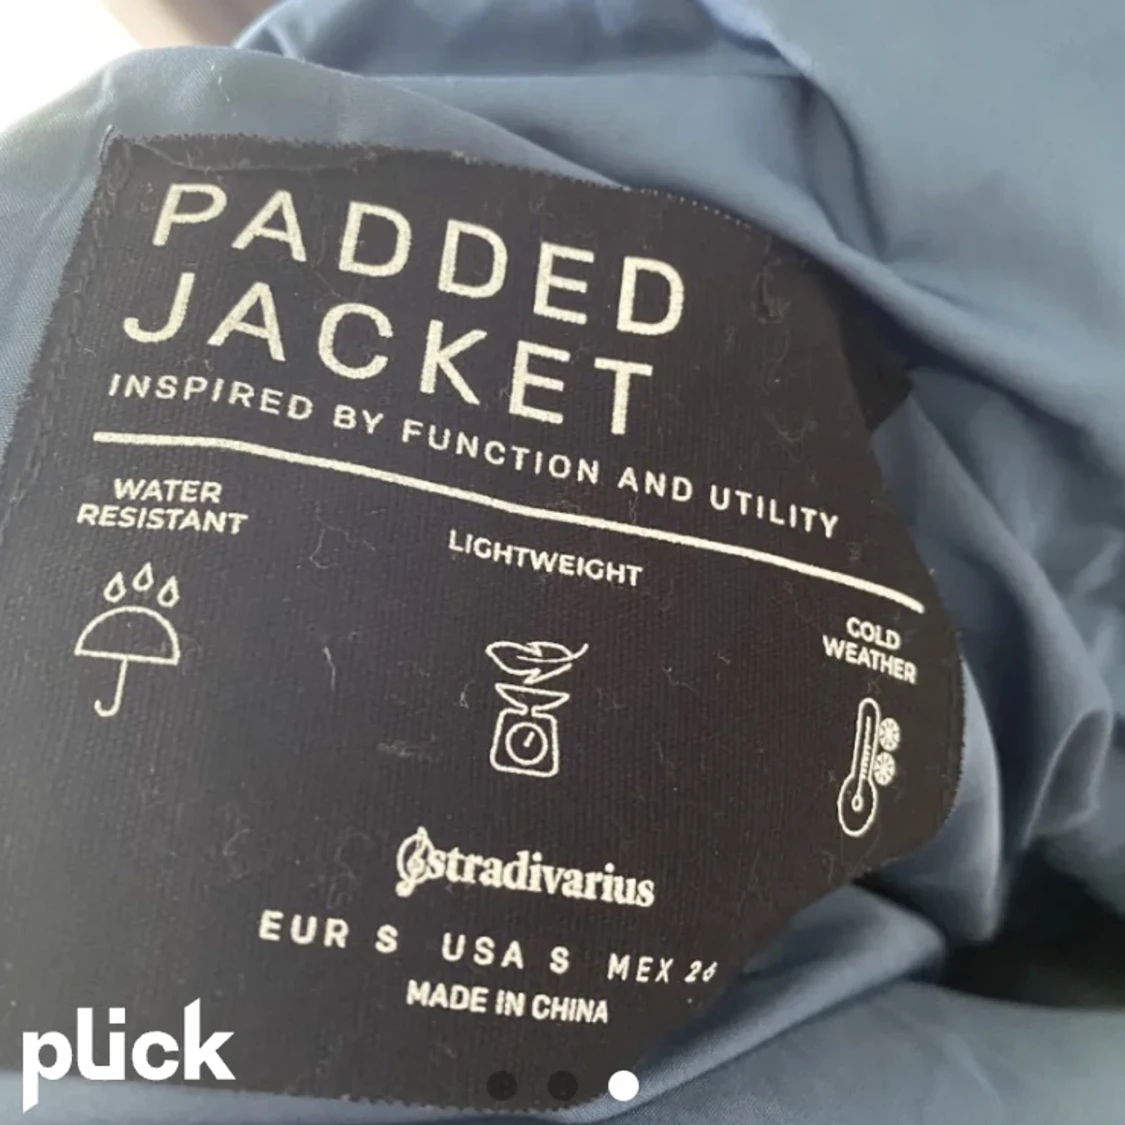 PADDED
JACKET
INSPIRED BY FUNCTION AND UTILITY
WATER
RESISTANT
LIGHTWEIGHT
COLD
WEATHER
stradivarius
EUR S USA S MEX 26
MADE IN CHINA
plick